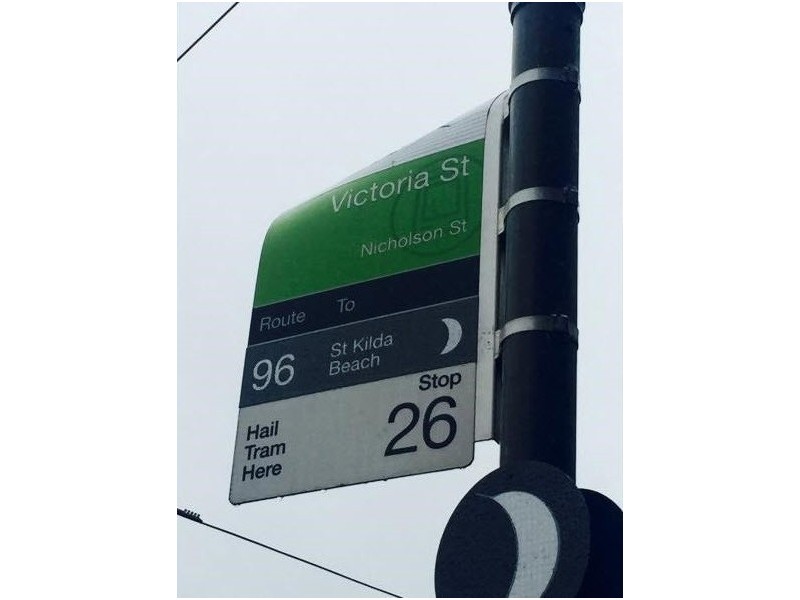 Victoria St
Nicholson St
Route To
96 St Kilda Beach
Stop
26
Hail
Tram
Here